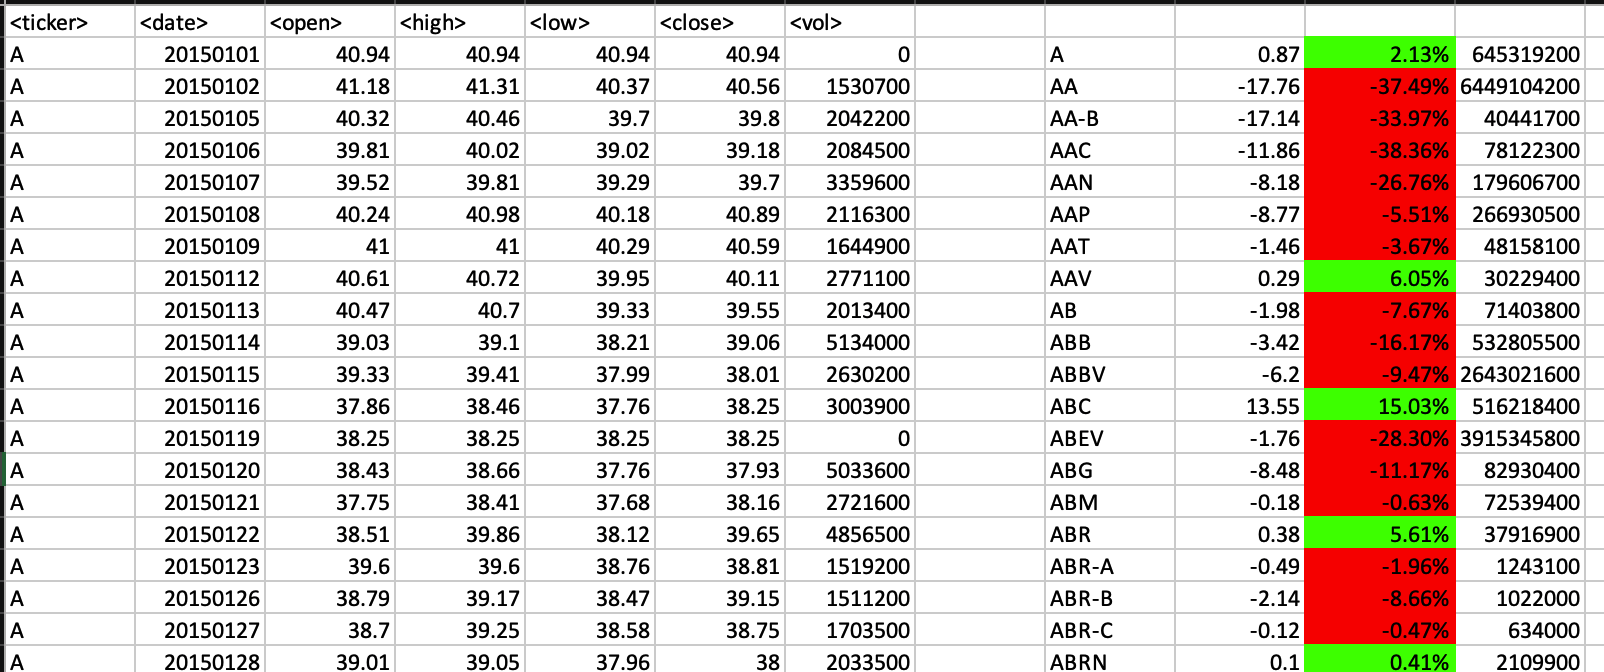 <ticker> <date> <open> <high> <low> <close> <vol>
A 20150101 40.94 40.94 40.94 40.94 0 A 0.87 2.13% 645319200
A 20150102 41.18 41.31 40.37 40.56 1530700 AA -17.76 -37.49% 6449104200
A 20150105 40.32 40.46 39.7 39.8 2042200 AA-B -17.14 -33.97% 40441700
A 20150106 39.81 40.02 39.02 39.18 2084500 AAC -11.86 -38.36% 78122300
A 20150107 39.52 39.81 39.29 39.7 3359600 AAN -8.18 -26.76% 179606700
A 20150108 40.24 40.98 40.18 40.89 2116300 AAP -8.77 -5.51% 266930500
A 20150109 41 41 40.29 40.59 1644900 AAT -1.46 -3.67% 48158100
A 20150112 40.61 40.72 39.95 40.11 2771100 AAV 0.29 6.05% 30229400
A 20150113 40.47 40.7 39.33 39.55 2013400 AB -1.98 -7.67% 71403800
A 20150114 39.03 39.1 38.21 39.06 5134000 ABB -3.42 -16.17% 532805500
A 20150115 39.33 39.41 37.99 38.01 2630200 ABBV -6.2 -9.47% 2643021600
A 20150116 37.86 38.46 37.76 38.25 3003900 ABC 13.55 15.03% 516218400
A 20150119 38.25 38.25 38.25 38.25 0 ABEV -1.76 -28.30% 3915345800
A 20150120 38.43 38.66 37.76 37.93 5033600 ABG -8.48 -11.17% 82930400
A 20150121 37.75 38.41 37.68 38.16 2721600 ABM -0.18 -0.63% 72539400
A 20150122 38.51 39.86 38.12 39.65 4856500 ABR 0.38 5.61% 37916900
A 20150123 39.6 39.6 38.76 38.81 1519200 ABR-A -0.49 -1.96% 1243100
A 20150126 38.79 39.17 38.47 39.15 1511200 ABR-B -2.14 -8.66% 1022000
A 20150127 38.7 39.25 38.58 38.75 1703500 ABR-C -0.12 -0.47% 634000
A 20150128 39.01 39.05 37.96 38 2033500 ABRN 0.1 0.41% 2109900